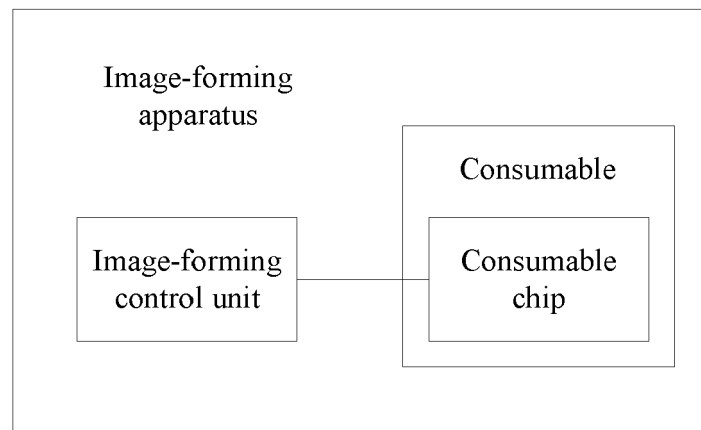 Image-forming
apparatus
Consumable
Image-forming
control unit
Consumable
chip